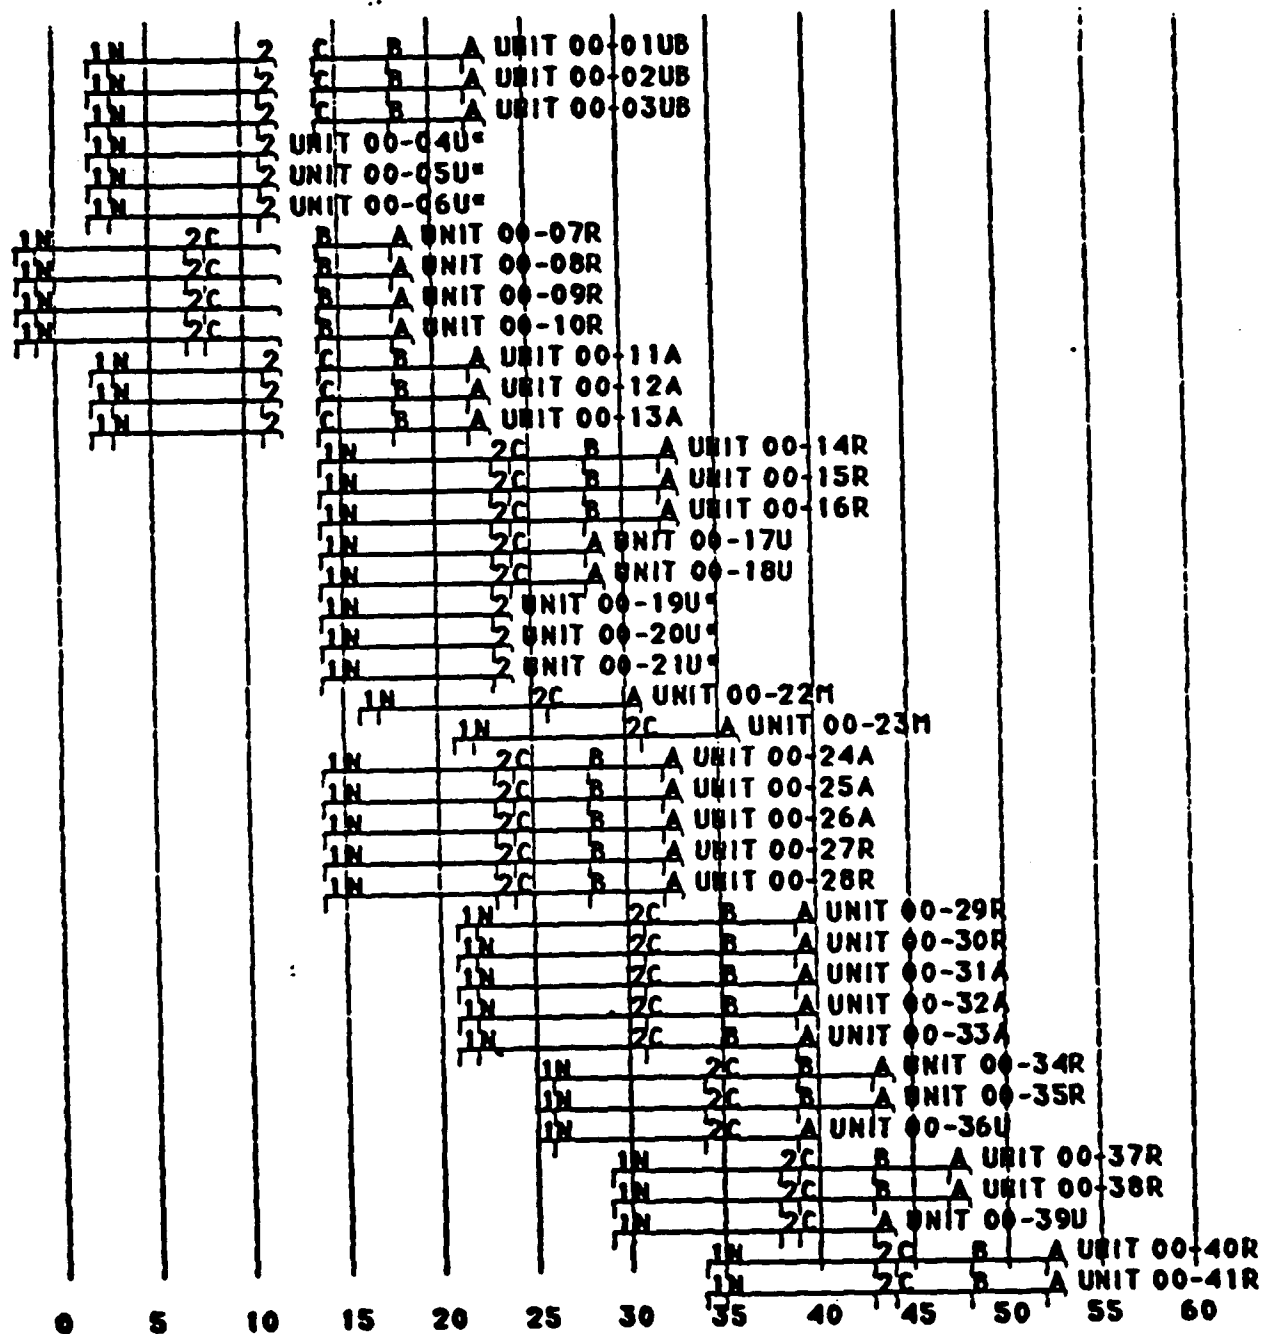 1N 2 C B A UNIT 00-01UB
1N 2 C B A UNIT 00-02UB
1N 2 C B A UNIT 00-03UB
1N 2 UNIT 00-04U*
1N 2 UNIT 00-05U*
1N 2 UNIT 00-06U*
1N 2C B A UNIT 00-07R
1N 2C B A UNIT 00-08R
1N 2C B A UNIT 00-09R
1N 2C B A UNIT 00-10R
1N 2 C B A UNIT 00-11A
1N 2 C B A UNIT 00-12A
1N 2 C B A UNIT 00-13A
1N 2C B A UNIT 00-14R
1N 2C B A UNIT 00-15R
1N 2C B A UNIT 00-16R
1N 2C A UNIT 00-17U
1N 2C A UNIT 00-18U
1N 2 UNIT 00-19U*
1N 2 UNIT 00-20U*
1N 2 UNIT 00-21U*
1N 2C A UNIT 00-22M
1N 2C A UNIT 00-23M
1N 2C B A UNIT 00-24A
1N 2C B A UNIT 00-25A
1N 2C B A UNIT 00-26A
1N 2C B A UNIT 00-27R
1N 2C B A UNIT 00-28R
1N 2C B A UNIT 00-29R
1N 2C B A UNIT 00-30R
1N 2C B A UNIT 00-31A
1N 2C B A UNIT 00-32A
1N 2C B A UNIT 00-33A
1N 2C B A UNIT 00-34R
1N 2C B A UNIT 00-35R
1N 2C A UNIT 00-36U
1N 2C B A UNIT 00-37R
1N 2C B A UNIT 00-38R
1N 2C A UNIT 00-39U
1N 2C B A UNIT 00-40R
1N 2C B A UNIT 00-41R
0 5 10 15 20 25 30 35 40 45 50 55 60